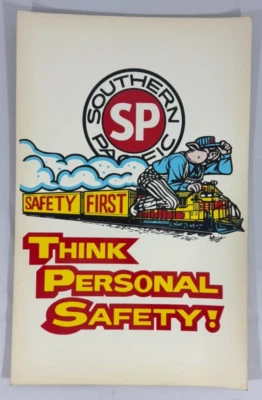 SOUTHERN
SP
PACIFIC
SAFETY FIRST
THINK
PERSONAL
SAFETY!